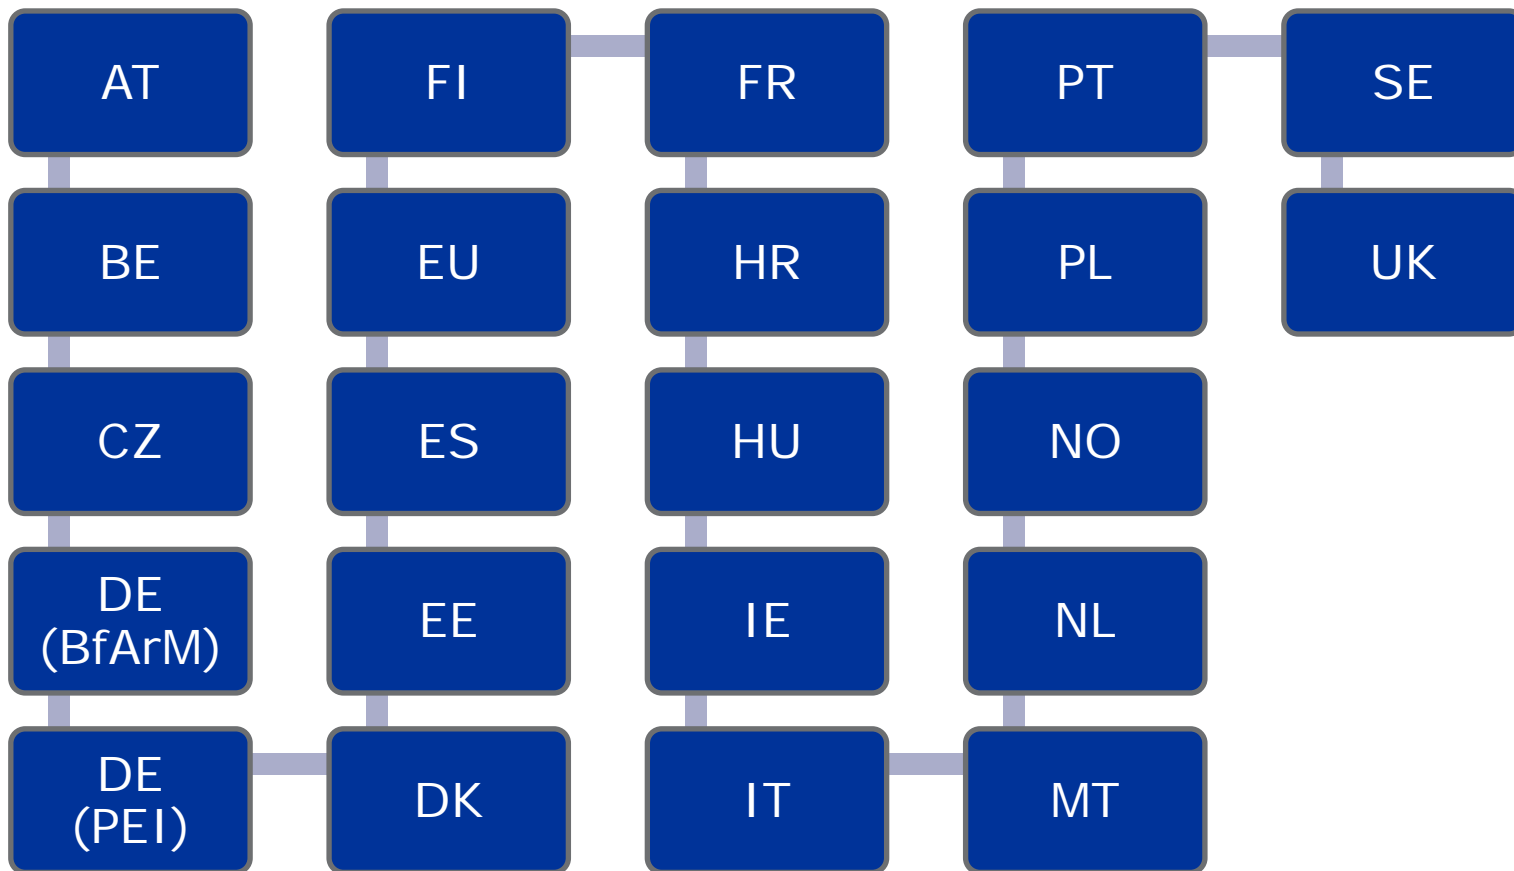 AT
BE
CZ
DE
(BfArM)
DE
(PEI)
DK
EE
ES
EU
FI
FR
HR
HU
IE
IT
MT
NL
NO
PL
PT
SE
UK